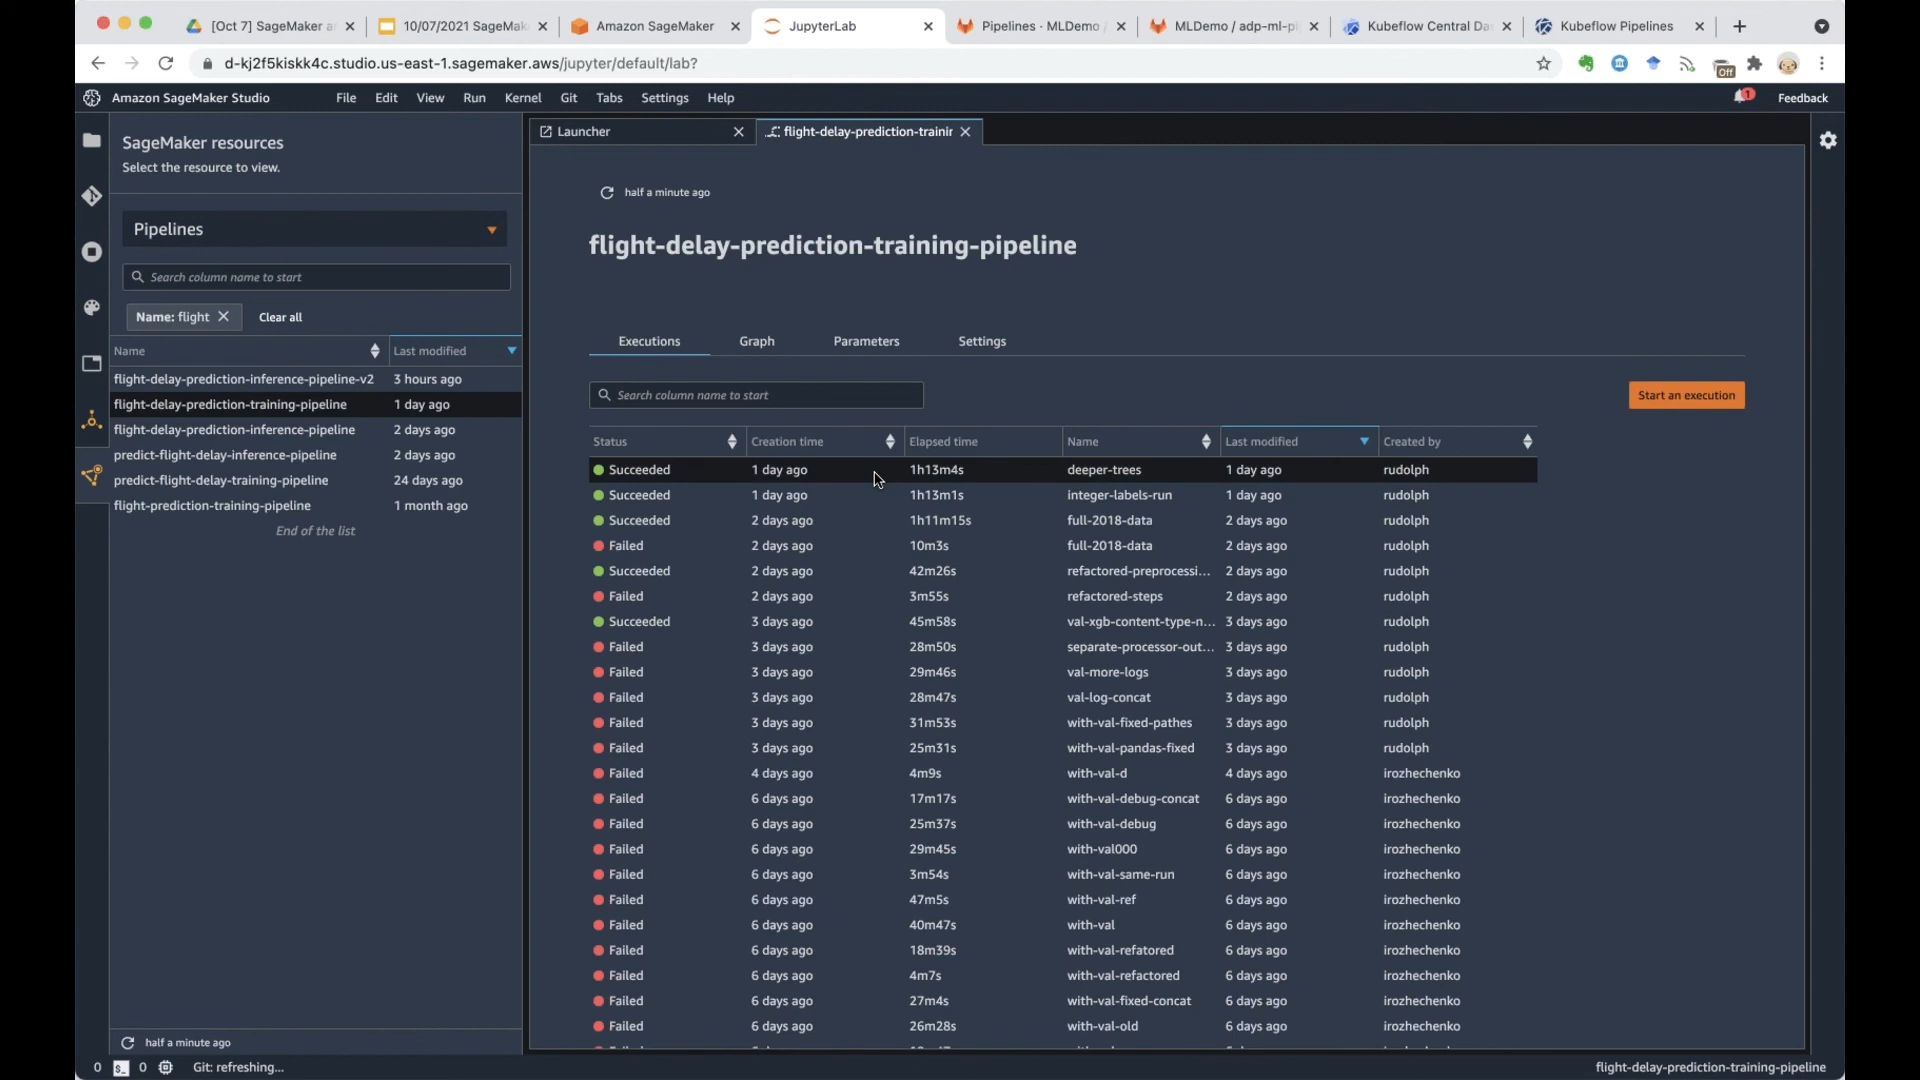 [Oct 7] SageMaker a
10/07/2021 SageMak
Amazon SageMaker
JupyterLab
Pipelines · MLDemo /
MLDemo / adp-ml-pi
Kubeflow Central Da
Kubeflow Pipelines
d-kj2f5kiskk4c.studio.us-east-1.sagemaker.aws/jupyter/default/lab?
Off
Amazon SageMaker Studio
File Edit View Run Kernel Git Tabs Settings Help
1
Feedback
SageMaker resources
Select the resource to view.
Pipelines
Search column name to start
Name: flight
Clear all
Name Last modified
flight-delay-prediction-inference-pipeline-v2 3 hours ago
flight-delay-prediction-training-pipeline 1 day ago
flight-delay-prediction-inference-pipeline 2 days ago
predict-flight-delay-inference-pipeline 2 days ago
predict-flight-delay-training-pipeline 24 days ago
flight-prediction-training-pipeline 1 month ago
End of the list
half a minute ago
Launcher
flight-delay-prediction-trainin
half a minute ago
flight-delay-prediction-training-pipeline
Executions Graph Parameters Settings
Search column name to start
Start an execution
Status Creation time Elapsed time Name Last modified Created by
Succeeded 1 day ago 1h13m4s deeper-trees 1 day ago rudolph
Succeeded 1 day ago 1h13m1s integer-labels-run 1 day ago rudolph
Succeeded 2 days ago 1h11m15s full-2018-data 2 days ago rudolph
Failed 2 days ago 10m3s full-2018-data 2 days ago rudolph
Succeeded 2 days ago 42m26s refactored-preprocessi... 2 days ago rudolph
Failed 2 days ago 3m55s refactored-steps 2 days ago rudolph
Succeeded 3 days ago 45m58s val-xgb-content-type-n... 3 days ago rudolph
Failed 3 days ago 28m50s separate-processor-out... 3 days ago rudolph
Failed 3 days ago 29m46s val-more-logs 3 days ago rudolph
Failed 3 days ago 28m47s val-log-concat 3 days ago rudolph
Failed 3 days ago 31m53s with-val-fixed-pathes 3 days ago rudolph
Failed 3 days ago 25m31s with-val-pandas-fixed 3 days ago rudolph
Failed 4 days ago 4m9s with-val-d 4 days ago irozhechenko
Failed 6 days ago 17m17s with-val-debug-concat 6 days ago irozhechenko
Failed 6 days ago 25m37s with-val-debug 6 days ago irozhechenko
Failed 6 days ago 29m45s with-val000 6 days ago irozhechenko
Failed 6 days ago 3m54s with-val-same-run 6 days ago irozhechenko
Failed 6 days ago 47m5s with-val-ref 6 days ago irozhechenko
Failed 6 days ago 40m47s with-val 6 days ago irozhechenko
Failed 6 days ago 18m39s with-val-refatored 6 days ago irozhechenko
Failed 6 days ago 4m7s with-val-refactored 6 days ago irozhechenko
Failed 6 days ago 27m4s with-val-fixed-concat 6 days ago irozhechenko
Failed 6 days ago 26m28s with-val-old 6 days ago irozhechenko
0 $_ 0 Git: refreshing...
flight-delay-prediction-training-pipeline